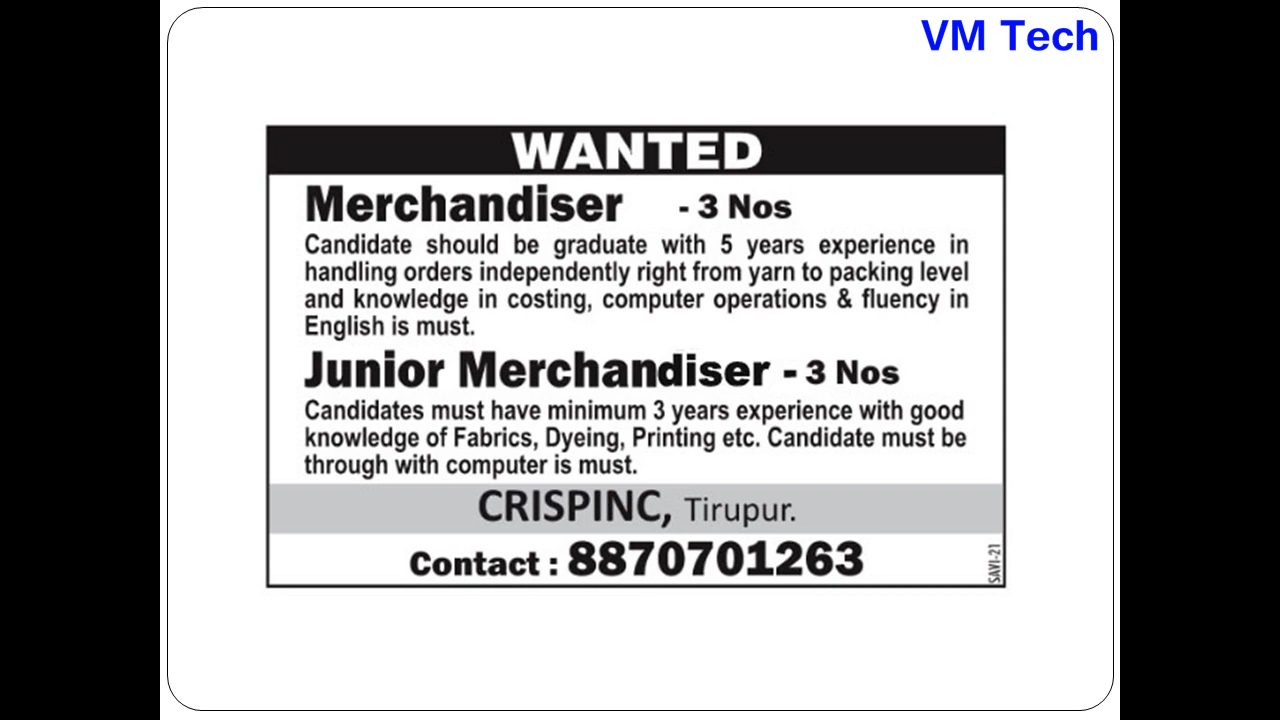 VM Tech
WANTED
Merchandiser - 3 Nos
Candidate should be graduate with 5 years experience in
handling orders independently right from yarn to packing level
and knowledge in costing, computer operations & fluency in
English is must.
Junior Merchandiser - 3 Nos
Candidates must have minimum 3 years experience with good
knowledge of Fabrics, Dyeing, Printing etc. Candidate must be
through with computer is must.
CRISPINC, Tirupur.
Contact : 8870701263
SAVI-21